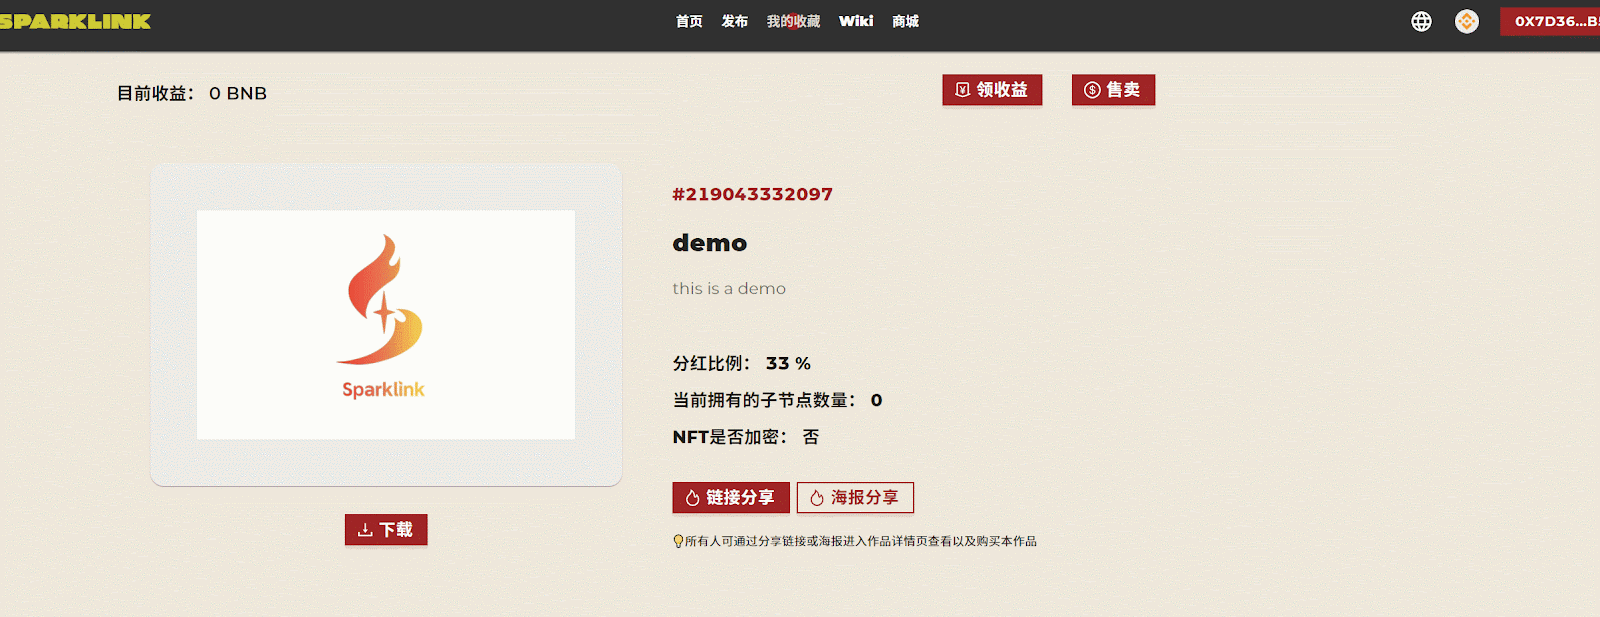 SPARKLINK
首页 发布 我的收藏 Wiki 商城
0X7D36...B5
目前收益： 0 BNB
领收益 售卖
#219043332097
demo
this is a demo
Sparklink
分红比例： 33 %
当前拥有的子节点数量： 0
NFT是否加密： 否
链接分享 海报分享
下载
所有人可通过分享链接或海报进入作品详情页查看以及购买本作品